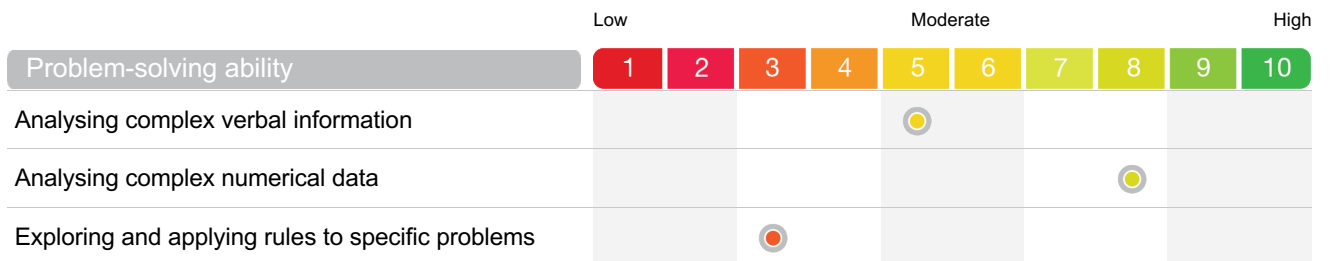 Low Moderate High
Problem-solving ability 1 2 3 4 5 6 7 8 9 10
Analysing complex verbal information
Analysing complex numerical data
Exploring and applying rules to specific problems